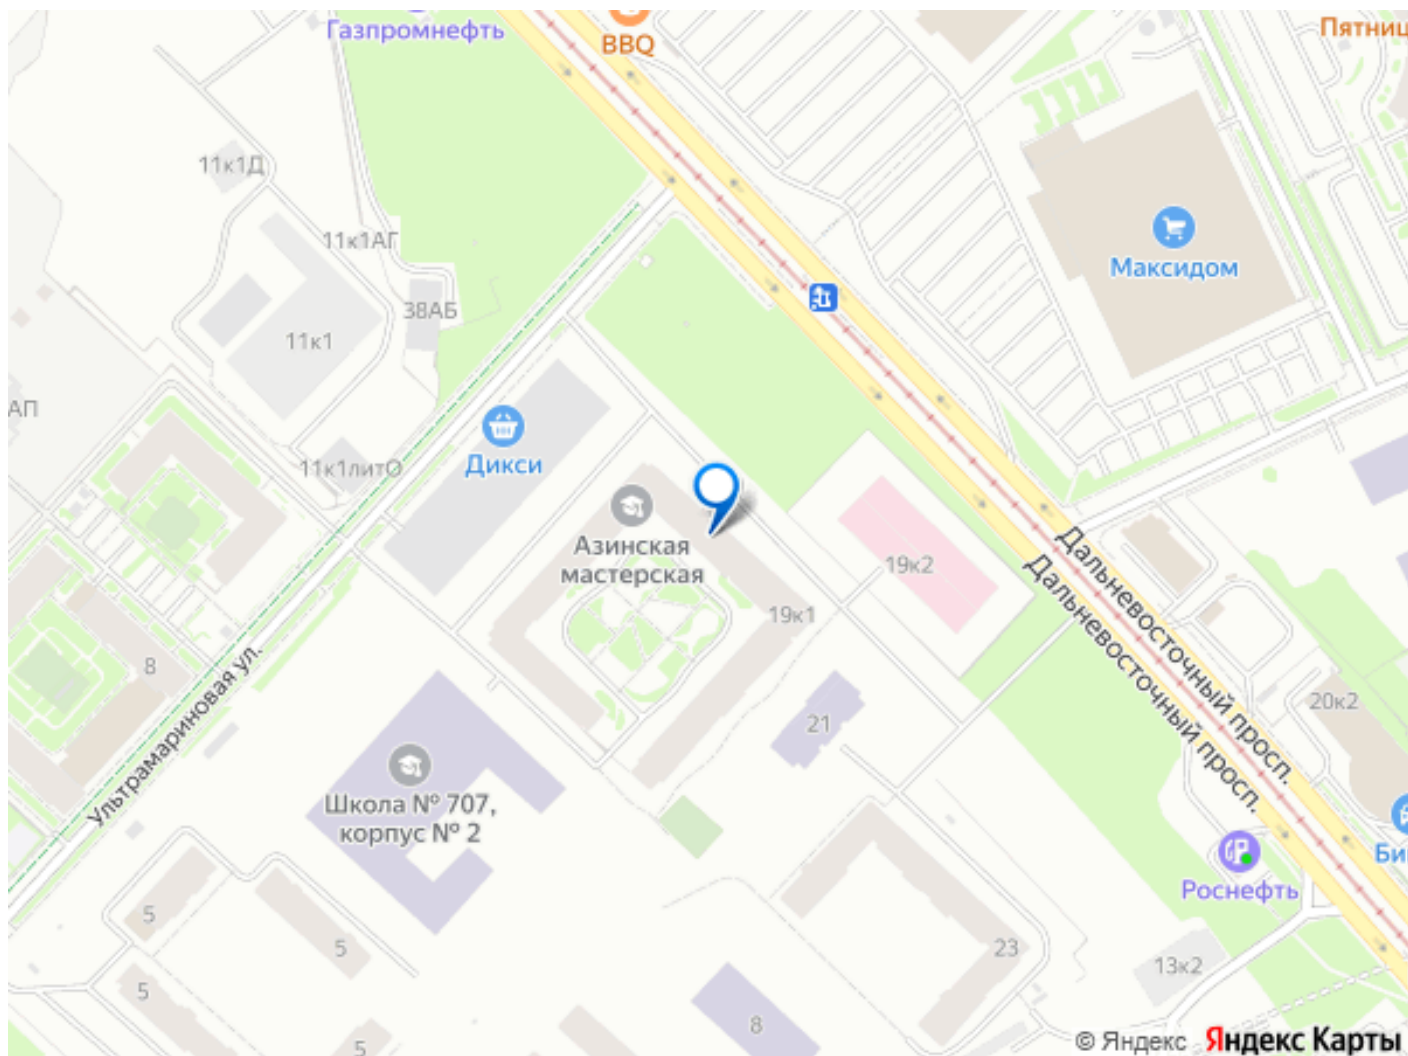 Газпромнефть
BBQ
Пятниц
11к1Д
11к1АГ
Максидом
38АБ
11к1
АП
Дикси
11к1литО
Азинская
мастерская
19к2
Дальневосточный просп.
Дальневосточный просп.
19к1
8
Ультрамариновая ул.
20к2
21
Школа № 707,
корпус № 2
Би
Роснефть
5
5
23
13к2
5
8
5
© Яндекс Яндекс Карты